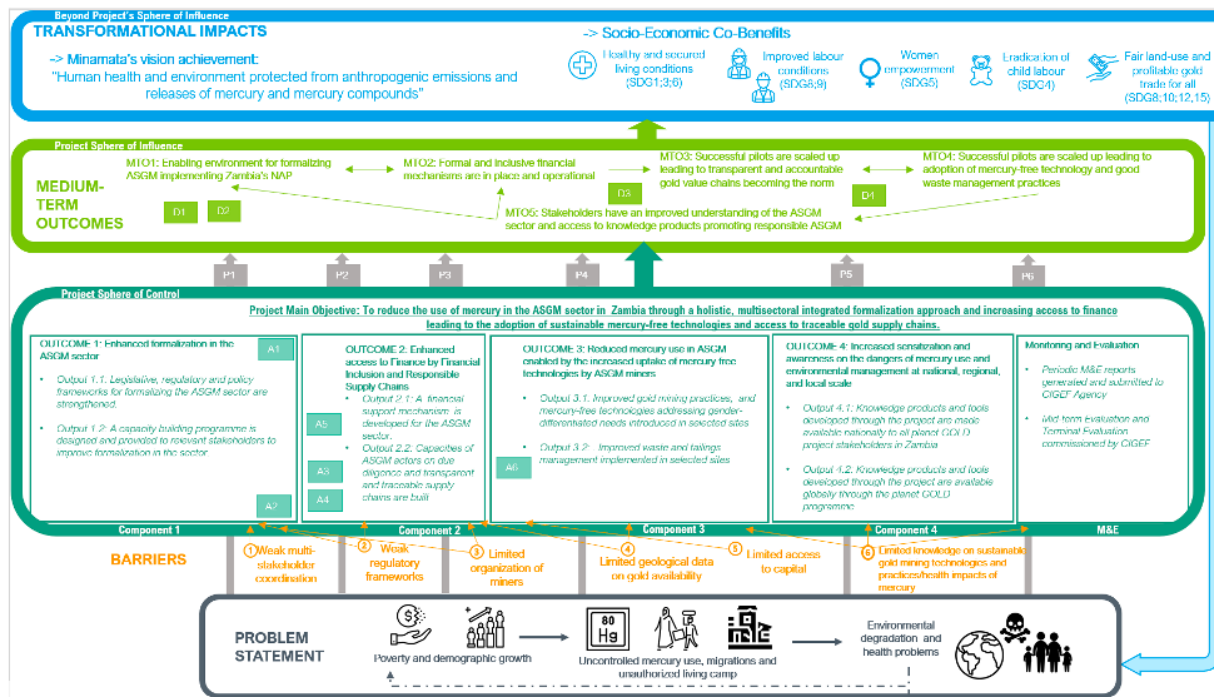 Beyond Project's Sphere of Influence
TRANSFORMATIONAL IMPACTS
-> Minamata's vision achievement:
"Human health and environment protected from anthropogenic emissions and
releases of mercury and mercury compounds"
-> Socio-Economic Co-Benefits
Healthy and secured
living conditions
(SDG1;3;6)
Improved labour
conditions
(SDG8;9)
Women
empowerment
(SDG5)
Eradication of
child labour
(SDG4)
Fair land-use and
profitable gold
trade for all
(SDG8;10;12,15)
Project Sphere of Influence
MEDIUM-
TERM
OUTCOMES
MTO1: Enabling environment for formalizing
ASGM implementing Zambia's NAP
MTO2: Formal and inclusive financial
mechanisms are in place and operational
MTO3: Successful pilots are scaled up
leading to transparent and accountable
gold value chains becoming the norm
MTO4: Successful pilots are scaled up leading to
adoption of mercury-free technology and good
waste management practices
D1
D2
D3
D4
MTO5: Stakeholders have an improved understanding of the ASGM
sector and access to knowledge products promoting responsible ASGM
P1
P2
P3
P4
P5
P6
Project Sphere of Control
Project Main Objective: To reduce the use of mercury in the ASGM sector in Zambia through a holistic, multisectoral integrated formalization approach and increasing access to finance
leading to the adoption of sustainable mercury-free technologies and access to traceable gold supply chains.
OUTCOME 1: Enhanced formalization in the
ASGM sector
A1
• Output 1.1: Legislative, regulatory and policy
frameworks for formalizing the ASGM sector are
strengthened.
• Output 1.2: A capacity building programme is
designed and provided to relevant stakeholders to
improve formalization in the sector
A2
Component 1
OUTCOME 2: Enhanced
access to Finance by Financial
Inclusion and Responsible
Supply Chains
• Output 2.1: A financial
support mechanism is
developed for the ASGM
sector.
• Output 2.2: Capacities of
ASGM actors on due
diligence and transparent
and traceable supply
chains are built
A5
A3
A4
Component 2
OUTCOME 3: Reduced mercury use in ASGM
enabled by the increased uptake of mercury free
technologies by ASGM miners
• Output 3.1: Improved gold mining practices, and
mercury-free technologies addressing gender-
differentiated needs introduced in selected sites
• Output 3.2: Improved waste and tailings
management implemented in selected sites
A6
Component 3
OUTCOME 4: Increased sensitization and
awareness on the dangers of mercury use and
environmental management at national, regional,
and local scale
• Output 4.1: Knowledge products and tools
developed through the project are made
available nationally to all planet GOLD
project stakeholders in Zambia
• Output 4.2. Knowledge products and tools
developed through the project are available
globally through the planet GOLD
programme
Component 4
Monitoring and Evaluation
• Periodic M&E reports
generated and submitted to
CIGEF Agency
• Mid term Evaluation and
Terminal Evaluation
commissioned by CIGEF
M&E
BARRIERS
1 Weak multi-
stakeholder
coordination
2 Weak
regulatory
frameworks
3 Limited
organization of
miners
4
Limited geological data
on gold availability
5 Limited access
to capital
6 Limited knowledge on sustainable
gold mining technologies and
practices/health impacts of
mercury
PROBLEM
STATEMENT
Poverty and demographic growth
80
Hg
Uncontrolled mercury use, migrations and
unauthorized living camp
Environmental
degradation and
health problems